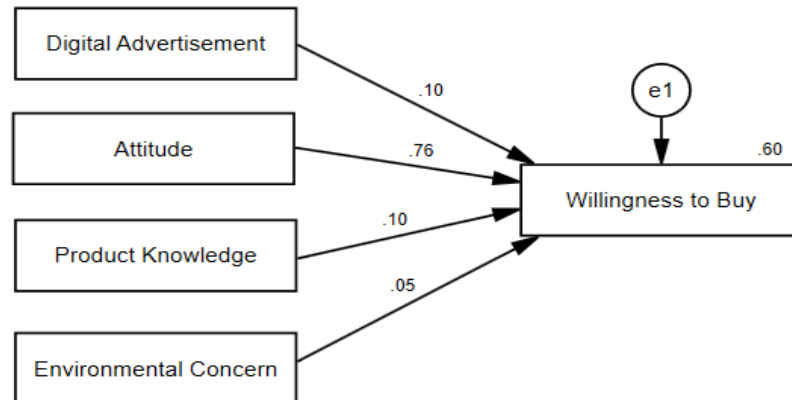 Digital Advertisement
.10
e1
Attitude
.76
.60
Willingness to Buy
.10
Product Knowledge
.05
Environmental Concern